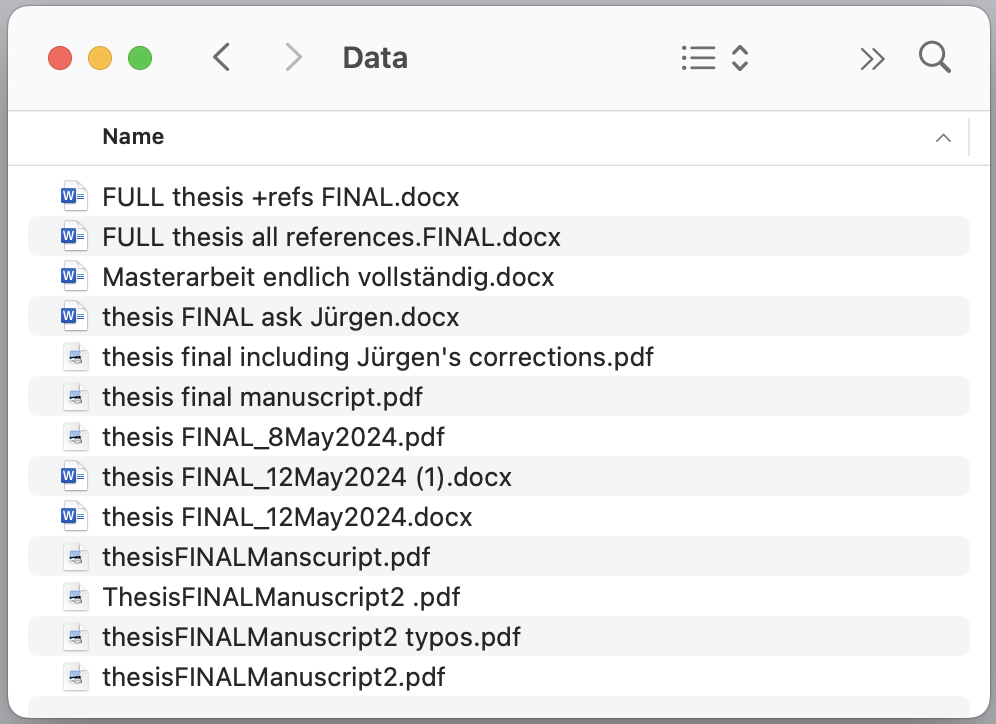 Data
Name
FULL thesis +refs FINAL.docx
FULL thesis all references.FINAL.docx
Masterarbeit endlich vollständig.docx
thesis FINAL ask Jürgen.docx
thesis final including Jürgen's corrections.pdf
thesis final manuscript.pdf
thesis FINAL_8May2024.pdf
thesis FINAL_12May2024 (1).docx
thesis FINAL_12May2024.docx
thesisFINALManscuript.pdf
ThesisFINALManuscript2 .pdf
thesisFINALManuscript2 typos.pdf
thesisFINALManuscript2.pdf